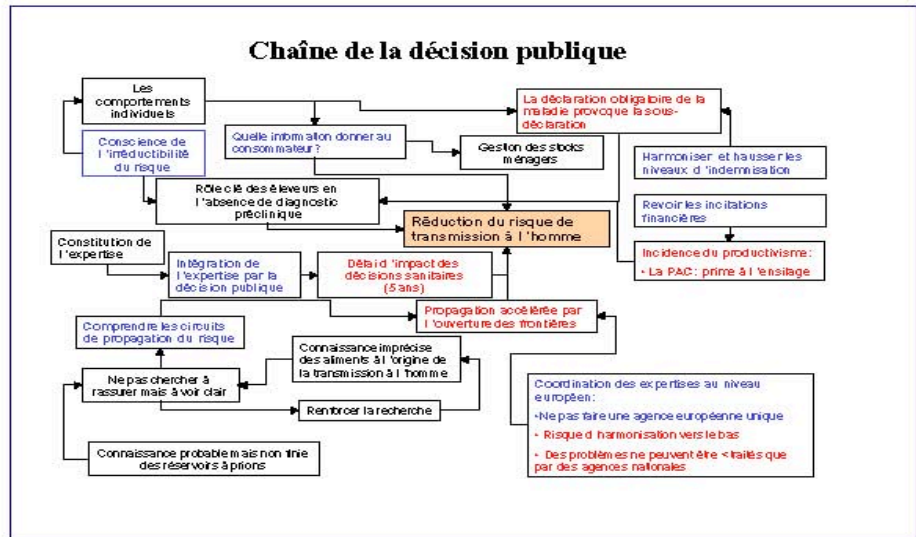 Chaîne de la décision publique
Les
comportements
individuels
La déclaration obligatoire de la
maladie provoque la sous-
déclaration
Conscience de
l'irréductibilité
du risque
Quelle information donner au
consommateur ?
Gestion des stocks
ménagers
Harmoniser et hausser les
niveaux d'indemnisation
Rôle clé des éleveurs en
l'absence de diagnostic
préclinique
Réduction du risque de
transmission à l'homme
Revoir les incitations
financières
Constitution de
l'expertise
Intégration de
l'expertise par la
décision publique
Délai d'impact des
décisions sanitaires
(5 ans)
Incidence du productivisme:
• La PAC: prime à l'ensilage
Comprendre les circuits
de propagation du risque
Propagation accélérée par
l'ouverture des frontières
Connaissance imprécise
des aliments à l'origine de
la transmission à l'homme
Ne pas chercher à
rassurer mais à voir clair
Renforcer la recherche
Connaissance probable mais non finie
des réservoirs à prions
Coordination des expertises au niveau
européen:
•Ne pas faire une agence européenne unique
• Risque d'harmonisation vers le bas
• Des problèmes ne peuvent être <traités que
par des agences nationales